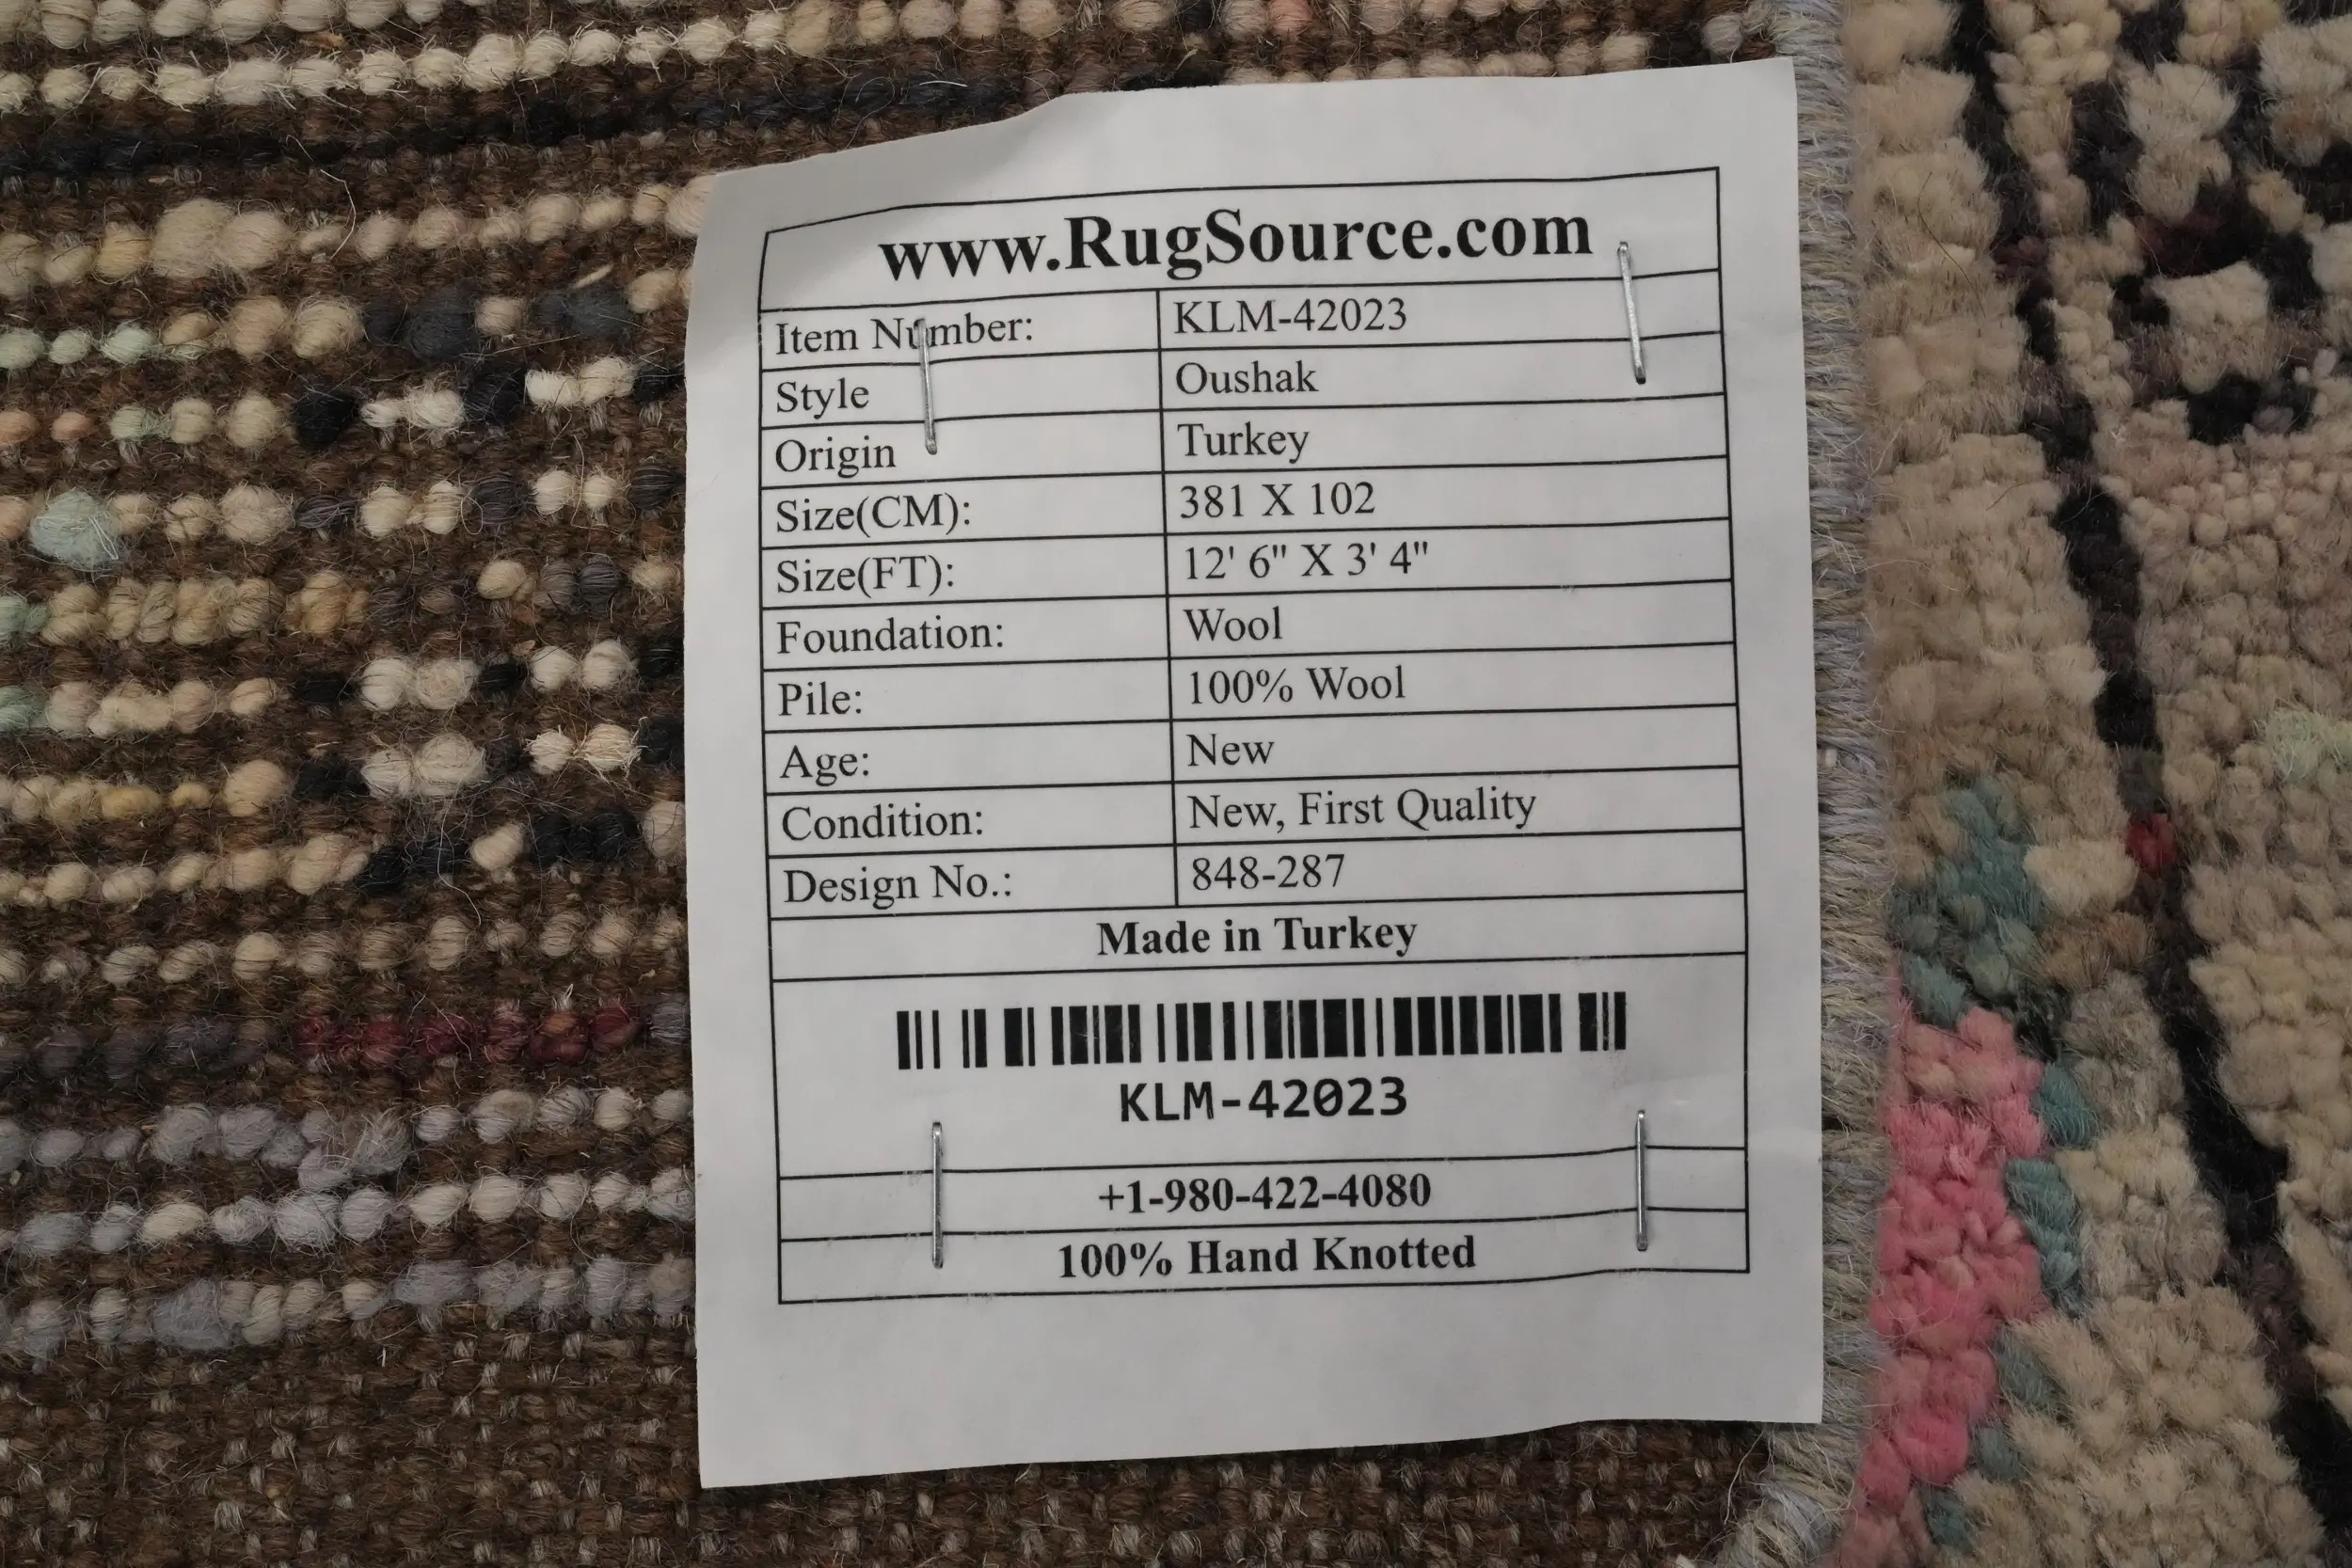 www.RugSource.com
Item Number: KLM-42023
Style Oushak
Origin Turkey
Size(CM): 381 X 102
Size(FT): 12' 6" X 3' 4"
Foundation: Wool
Pile: 100% Wool
Age: New
Condition: New, First Quality
Design No.: 848-287
Made in Turkey
KLM-42023
+1-980-422-4080
100% Hand Knotted